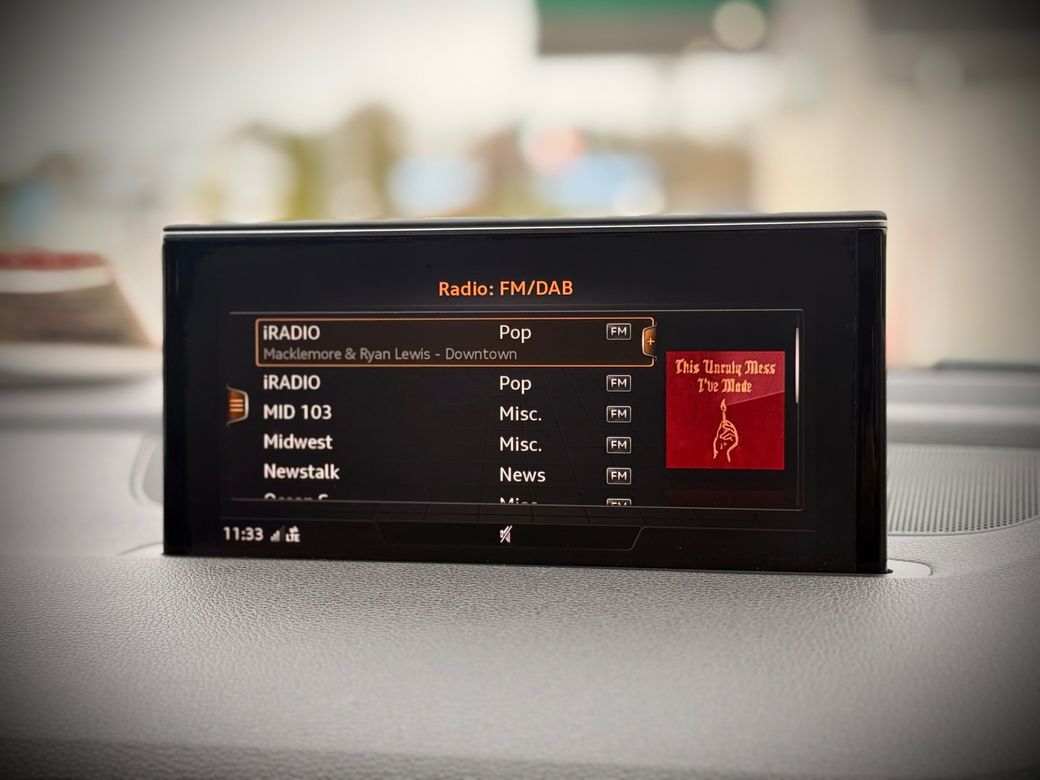 Radio: FM/DAB
iRADIO Pop FM
Macklemore & Ryan Lewis - Downtown
iRADIO Pop FM
MID 103 Misc. FM
Midwest Misc. FM
Newstalk News FM
This Unruly Mess
I've Made
11:33 LTE